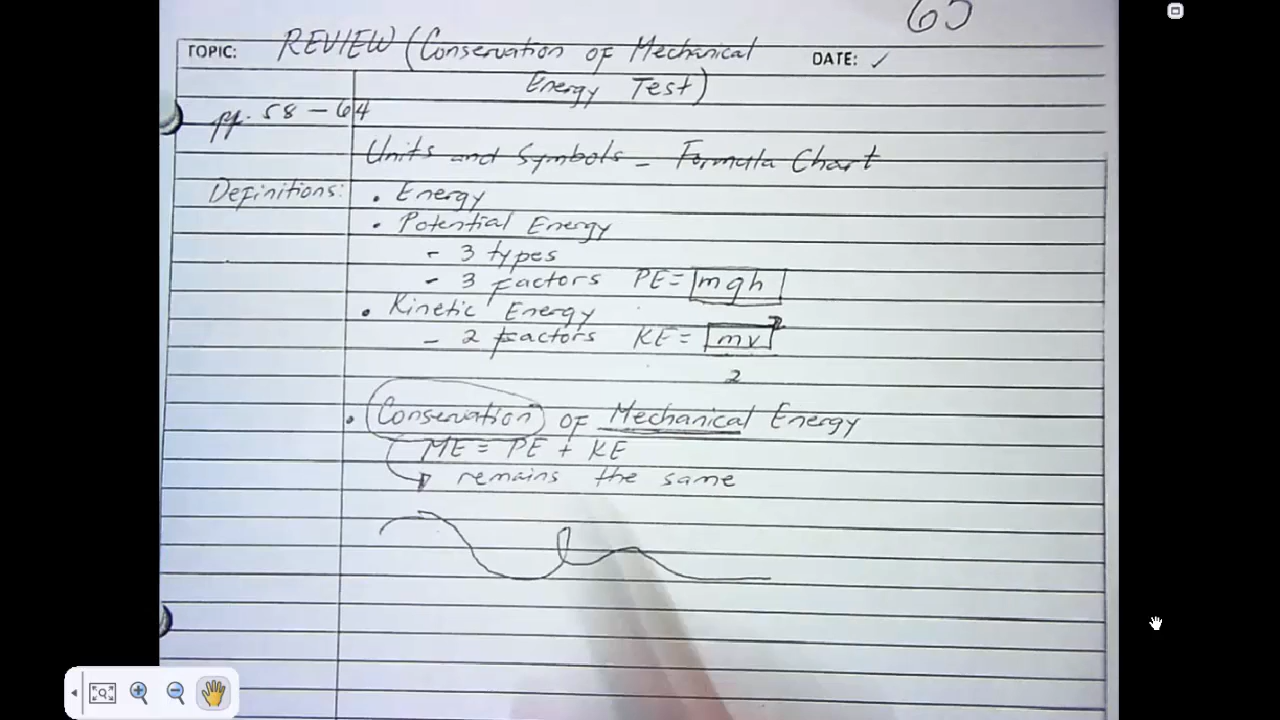 65
TOPIC: REVIEW (Conservation of Mechanical
DATE: ✓
Energy Test)
pp. 58 - 64
Units and Symbols - Formula Chart
Definitions: • Energy
• Potential Energy
- 3 types
- 3 factors PE = mgh
• Kinetic Energy
- 2 factors KE = mv²
2
• Conservation of Mechanical Energy
ME = PE + KE
remains the same